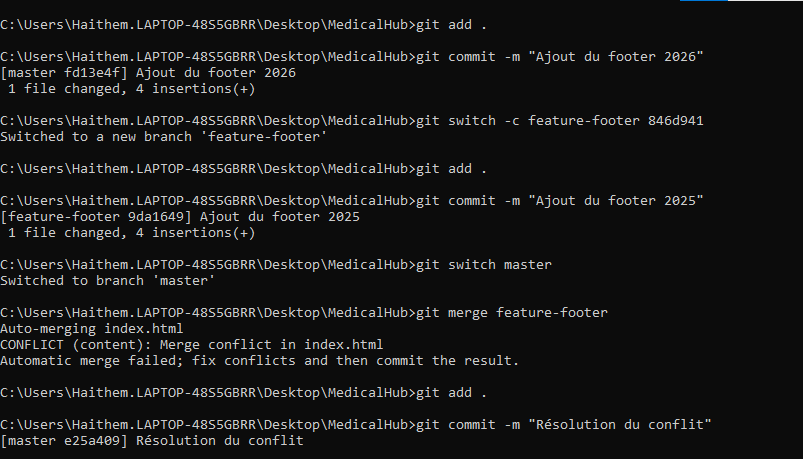 C:\Users\Haithem.LAPTOP-48S5GBRR\Desktop\MedicalHub>git add .
C:\Users\Haithem.LAPTOP-48S5GBRR\Desktop\MedicalHub>git commit -m "Ajout du footer 2026"
[master fd13e4f] Ajout du footer 2026
 1 file changed, 4 insertions(+)
C:\Users\Haithem.LAPTOP-48S5GBRR\Desktop\MedicalHub>git switch -c feature-footer 846d941
Switched to a new branch 'feature-footer'
C:\Users\Haithem.LAPTOP-48S5GBRR\Desktop\MedicalHub>git add .
C:\Users\Haithem.LAPTOP-48S5GBRR\Desktop\MedicalHub>git commit -m "Ajout du footer 2025"
[feature-footer 9da1649] Ajout du footer 2025
 1 file changed, 4 insertions(+)
C:\Users\Haithem.LAPTOP-48S5GBRR\Desktop\MedicalHub>git switch master
Switched to branch 'master'
C:\Users\Haithem.LAPTOP-48S5GBRR\Desktop\MedicalHub>git merge feature-footer
Auto-merging index.html
CONFLICT (content): Merge conflict in index.html
Automatic merge failed; fix conflicts and then commit the result.
C:\Users\Haithem.LAPTOP-48S5GBRR\Desktop\MedicalHub>git add .
C:\Users\Haithem.LAPTOP-48S5GBRR\Desktop\MedicalHub>git commit -m "Résolution du conflit"
[master e25a409] Résolution du conflit